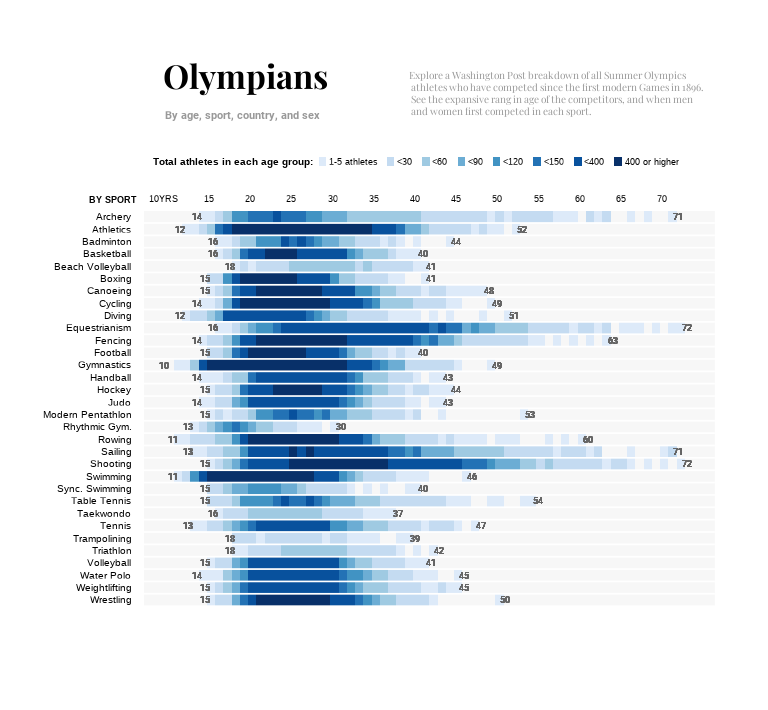 Olympians
By age, sport, country, and sex
Explore a Washington Post breakdown of all Summer Olympics
athletes who have competed since the first modern Games in 1896.
See the expansive rang in age of the competitors, and when men
and women first competed in each sport.
Total athletes in each age group: 1-5 athletes <30 <60 <90 <120 <150 <400 400 or higher
BY SPORT 10YRS 15 20 25 30 35 40 45 50 55 60 65 70
Archery 14 71
Athletics 12 52
Badminton 16 44
Basketball 16 40
Beach Volleyball 18 41
Boxing 15 41
Canoeing 15 48
Cycling 14 49
Diving 12 51
Equestrianism 16 72
Fencing 14 63
Football 15 40
Gymnastics 10 49
Handball 14 43
Hockey 15 44
Judo 14 43
Modern Pentathlon 15 53
Rhythmic Gym. 13 30
Rowing 11 60
Sailing 13 71
Shooting 15 72
Swimming 11 46
Sync. Swimming 15 40
Table Tennis 15 54
Taekwondo 16 37
Tennis 13 47
Trampolining 18 39
Triathlon 18 42
Volleyball 15 41
Water Polo 14 45
Weightlifting 15 45
Wrestling 15 50